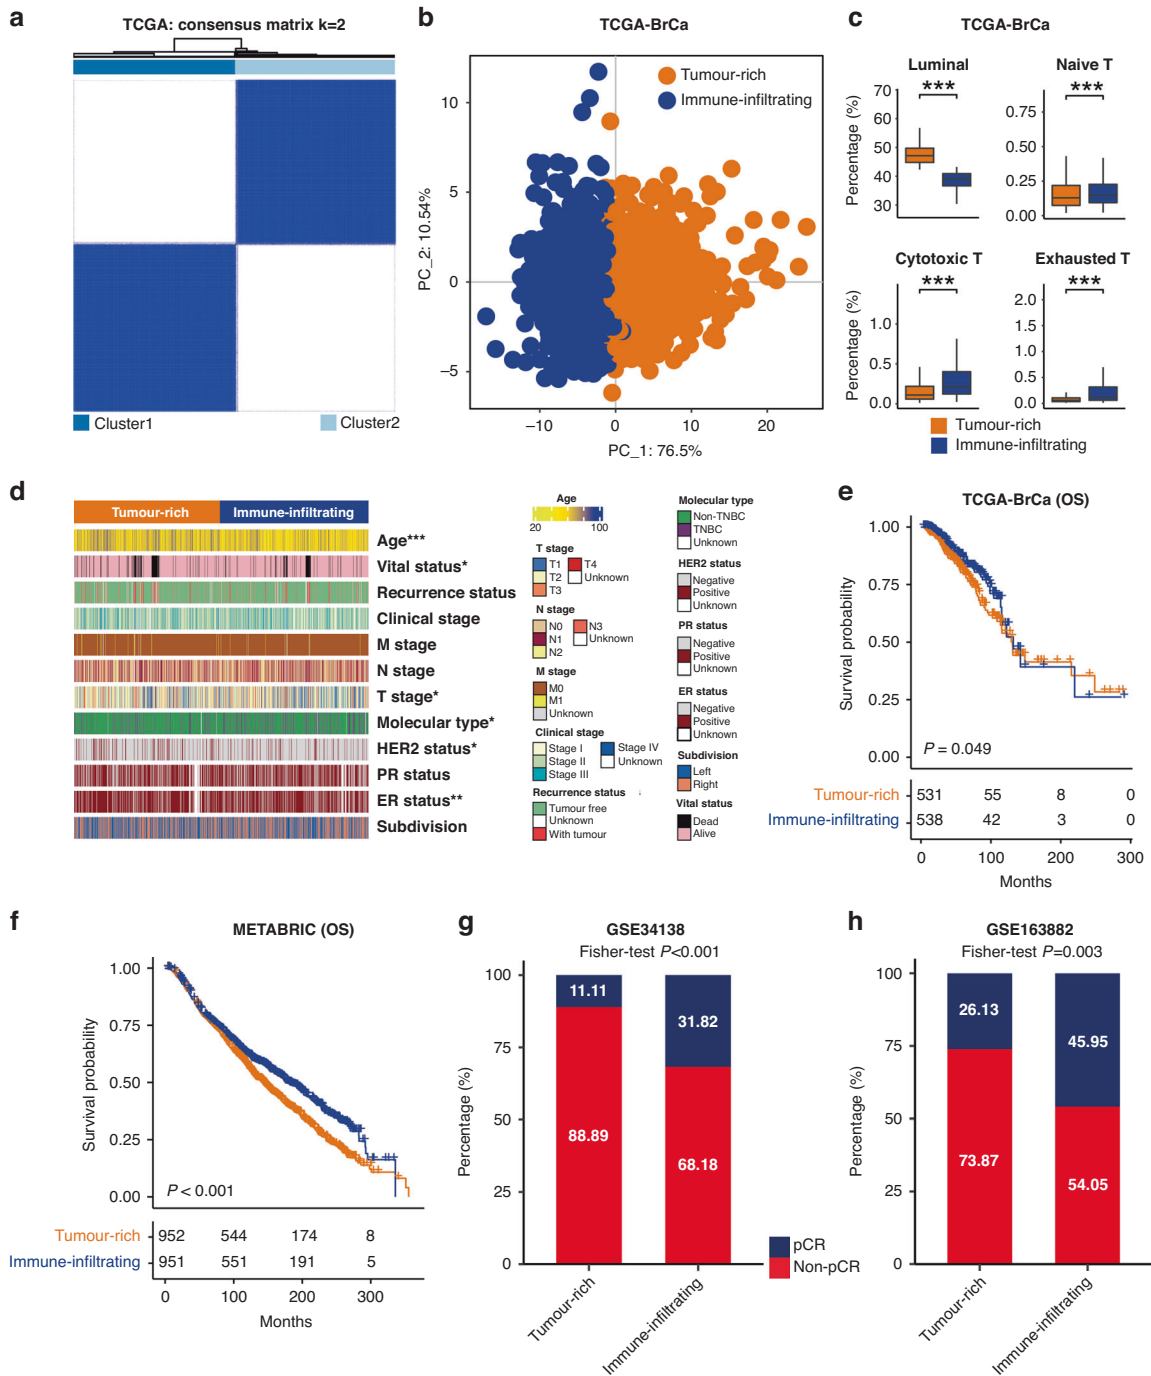 a
TCGA: consensus matrix k=2
Cluster1
Cluster2
b
TCGA-BrCa
Tumour-rich
Immune-infiltrating
PC_2: 10.54%
10
5
0
−5
−10
0
10
20
PC_1: 76.5%
c
TCGA-BrCa
Luminal
***
Percentage (%)
70
60
50
40
30
Naive T
***
0.75
0.50
0.25
0.00
Cytotoxic T
***
Percentage (%)
1.0
0.5
0.0
Exhausted T
***
2.0
1.5
1.0
0.5
0.0
Tumour-rich
Immune-infiltrating
d
Tumour-rich
Immune-infiltrating
Age***
Vital status*
Recurrence status
Clinical stage
M stage
N stage
T stage*
Molecular type*
HER2 status*
PR status
ER status**
Subdivision
Age
20
100
T stage
T1
T4
T2
Unknown
T3
N stage
N0
N3
N1
Unknown
N2
M stage
M0
M1
Unknown
Clinical stage
Stage I
Stage IV
Stage II
Unknown
Stage III
Recurrence status
Tumour free
Unknown
With tumour
Molecular type
Non-TNBC
TNBC
Unknown
HER2 status
Negative
Positive
Unknown
PR status
Negative
Positive
Unknown
ER status
Negative
Positive
Unknown
Subdivision
Left
Right
Vital status
Dead
Alive
e
TCGA-BrCa (OS)
Survival probability
1.00
0.75
0.50
0.25
0.00
P = 0.049
Tumour-rich 531 55 8 0
Immune-infiltrating 538 42 3 0
0 100 200 300
Months
f
METABRIC (OS)
Survival probability
1.00
0.75
0.50
0.25
0.00
P < 0.001
Tumour-rich 952 544 174 8
Immune-infiltrating 951 551 191 5
0 100 200 300
Months
g
GSE34138
Fisher-test P<0.001
Percentage (%)
100
75
50
25
0
11.11
88.89
31.82
68.18
Tumour-rich
Immune-infiltrating
pCR
Non-pCR
h
GSE163882
Fisher-test P=0.003
Percentage (%)
100
75
50
25
0
26.13
73.87
45.95
54.05
Tumour-rich
Immune-infiltrating